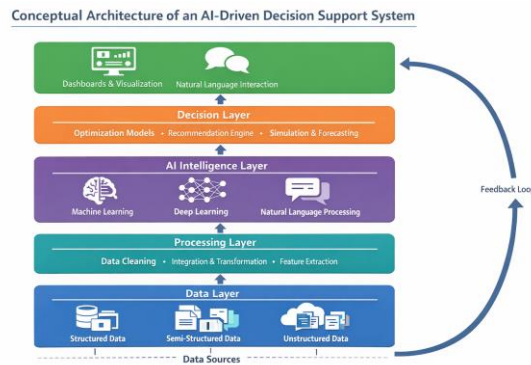 Conceptual Architecture of an AI-Driven Decision Support System
Dashboards & Visualization Natural Language Interaction
Decision Layer
Optimization Models • Recommendation Engine • Simulation & Forecasting
AI Intelligence Layer
Machine Learning Deep Learning Natural Language Processing
Feedback Loo
Processing Layer
Data Cleaning • Integration & Transformation • Feature Extraction
Data Layer
Structured Data Semi-Structured Data Unstructured Data
Data Sources